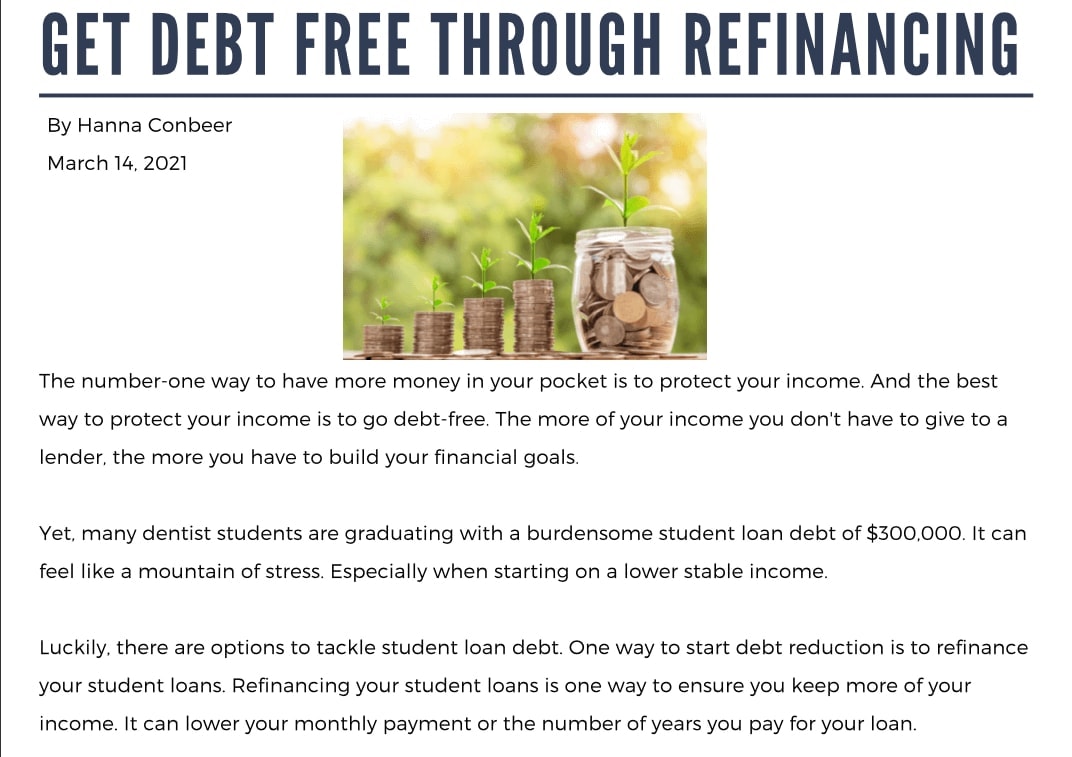 GET DEBT FREE THROUGH REFINANCING
By Hanna Conbeer
March 14, 2021
The number-one way to have more money in your pocket is to protect your income. And the best
way to protect your income is to go debt-free. The more of your income you don't have to give to a
lender, the more you have to build your financial goals.
Yet, many dentist students are graduating with a burdensome student loan debt of $300,000. It can
feel like a mountain of stress. Especially when starting on a lower stable income.
Luckily, there are options to tackle student loan debt. One way to start debt reduction is to refinance
your student loans. Refinancing your student loans is one way to ensure you keep more of your
income. It can lower your monthly payment or the number of years you pay for your loan.